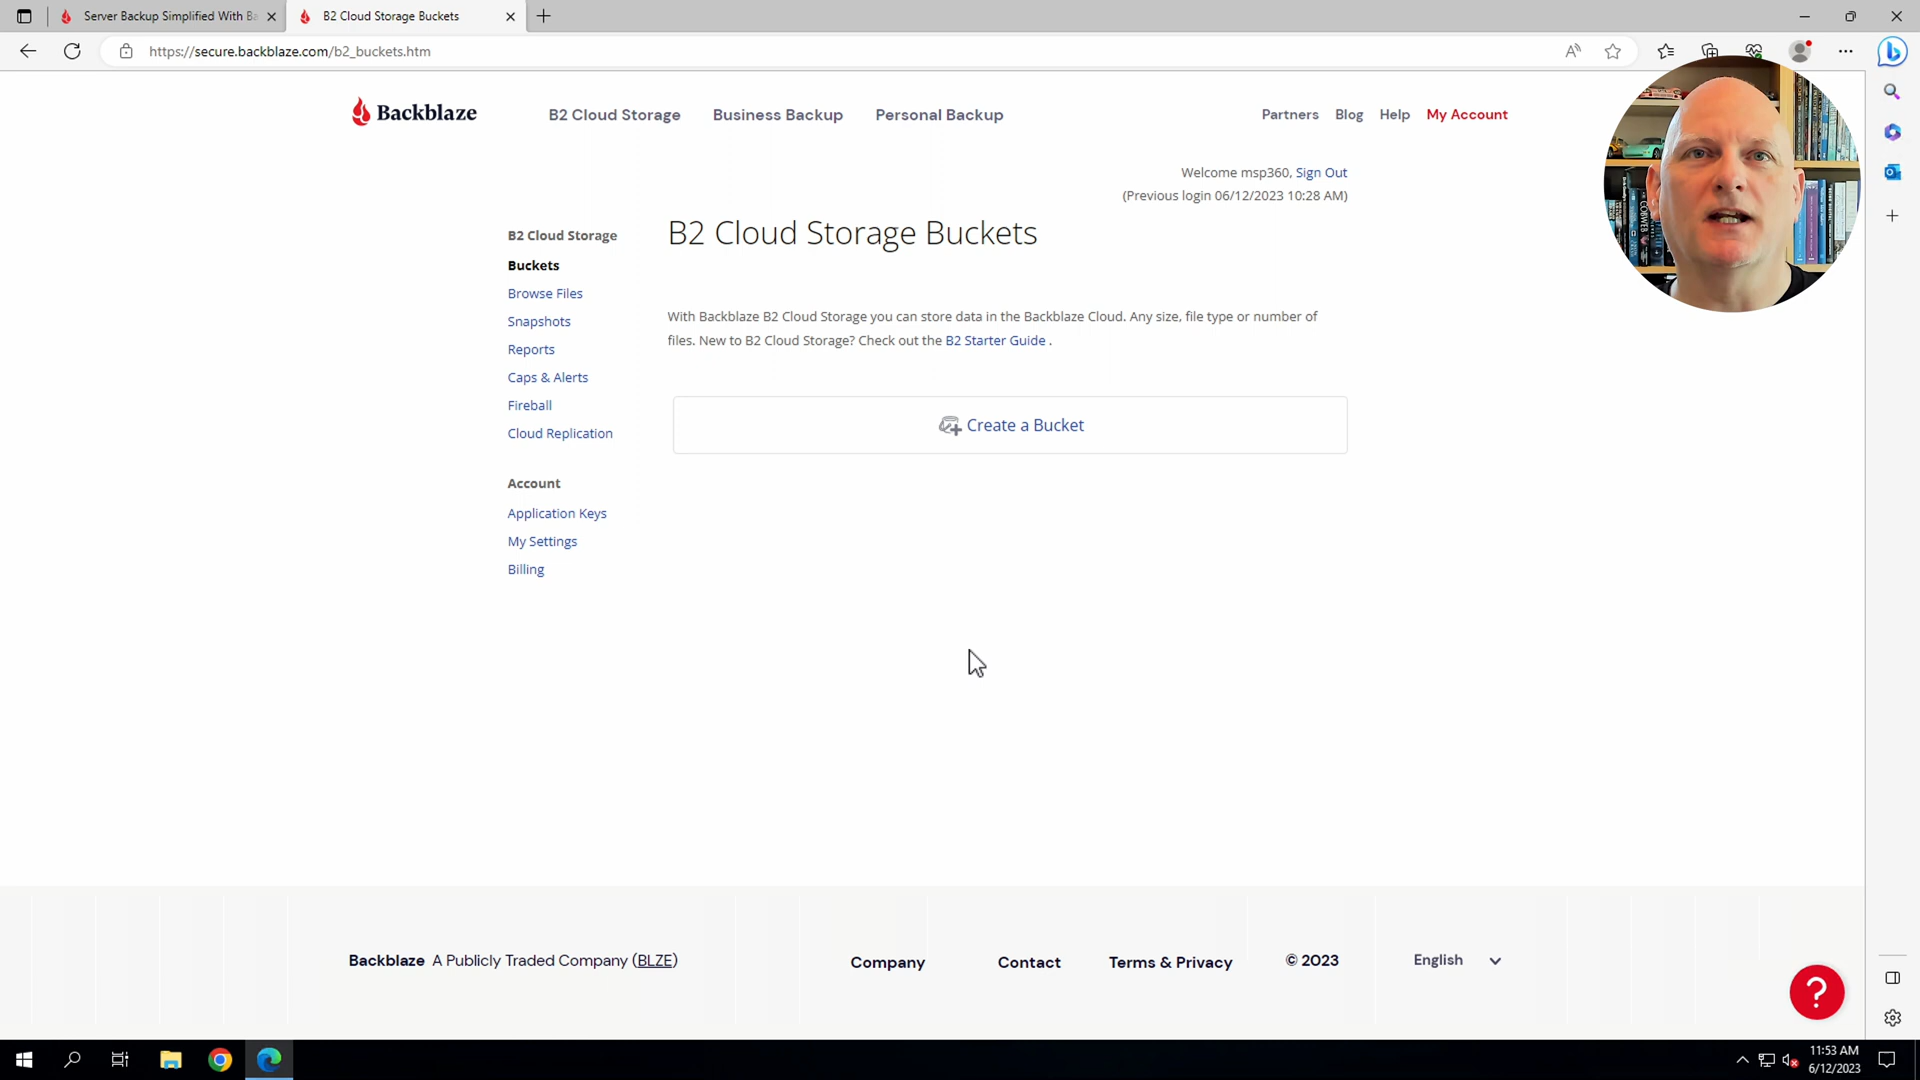 Server Backup Simplified With Ba
B2 Cloud Storage Buckets
https://secure.backblaze.com/b2_buckets.htm
Backblaze
B2 Cloud Storage
Business Backup
Personal Backup
Partners
Blog
Help
My Account
Welcome msp360, Sign Out
(Previous login 06/12/2023 10:28 AM)
B2 Cloud Storage
Buckets
Browse Files
Snapshots
Reports
Caps & Alerts
Fireball
Cloud Replication
Account
Application Keys
My Settings
Billing
B2 Cloud Storage Buckets
With Backblaze B2 Cloud Storage you can store data in the Backblaze Cloud. Any size, file type or number of
files. New to B2 Cloud Storage? Check out the B2 Starter Guide .
Create a Bucket
Backblaze A Publicly Traded Company (BLZE)
Company
Contact
Terms & Privacy
© 2023
English
?
11:53 AM
6/12/2023